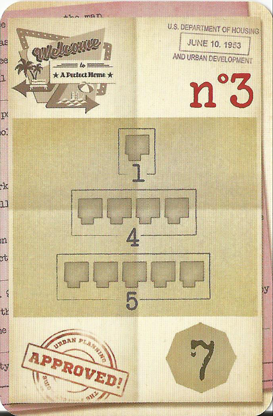 U.S. DEPARTMENT OF HOUSING
JUNE 10. 1953
AND URBAN DEVELOPMENT
Welcome
to
A Perfect Home
n°3
1
4
5
URBAN PLANNING
APPROVED!
7